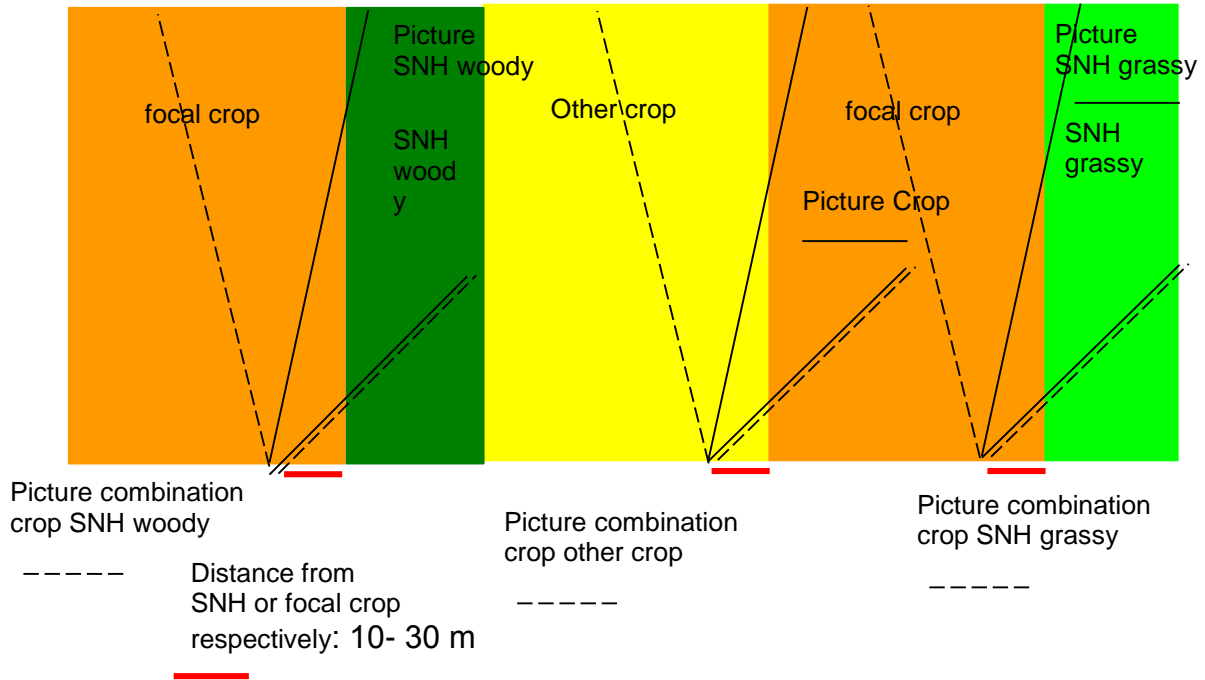 Picture
SNH woody
focal crop
SNH
wood
y
Other crop
focal crop
Picture Crop
Picture
SNH grassy
SNH
grassy
Picture combination
crop SNH woody
Distance from
SNH or focal crop
respectively: 10- 30 m
Picture combination
crop other crop
Picture combination
crop SNH grassy